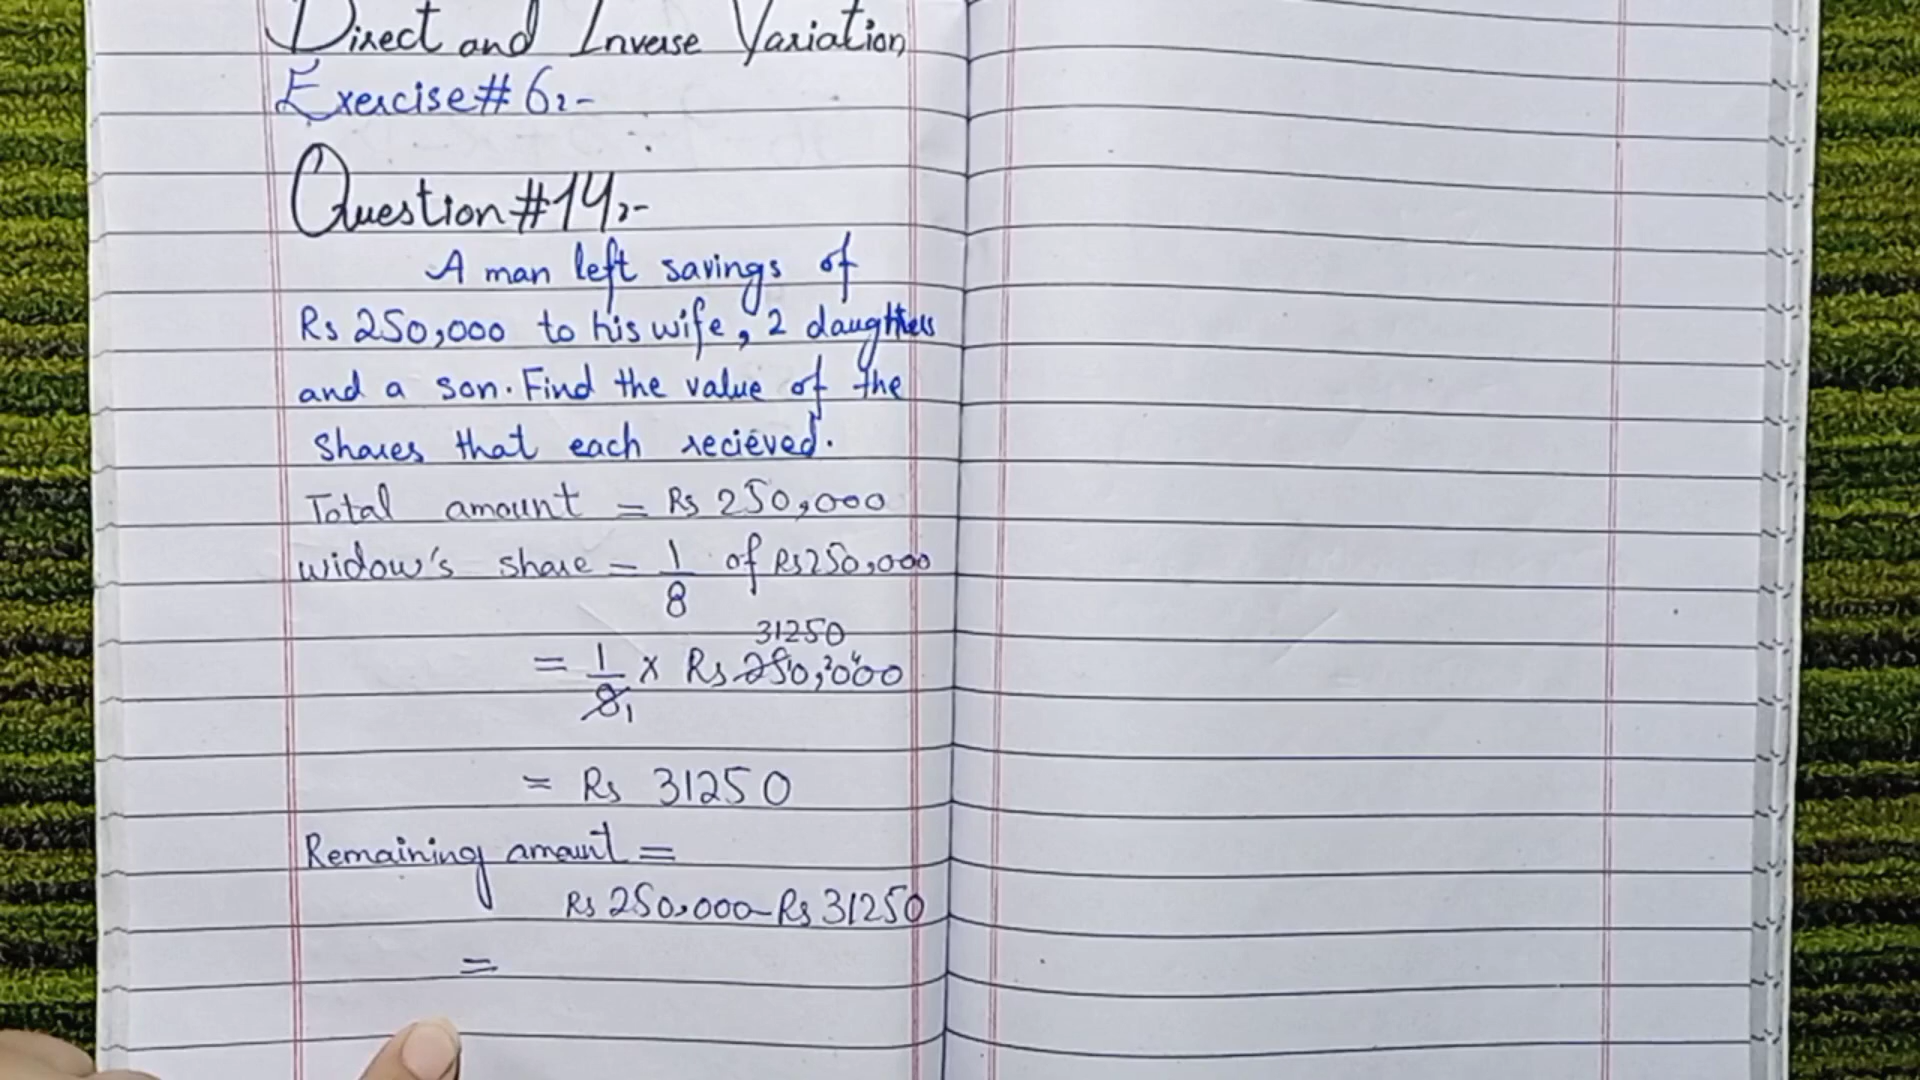 Direct and Inverse Variation
Exercise# 6:-
Question#14:-
A man left savings of
Rs 250,000 to his wife, 2 daughters
and a son. Find the value of the
shares that each recieved.
Total amount = Rs 250,000
widow's share = 1/8 of Rs250,000
31250
= 1/8 x Rs 250,000
1
= Rs 31250
Remaining amount =
Rs 250,000-Rs 31250
=